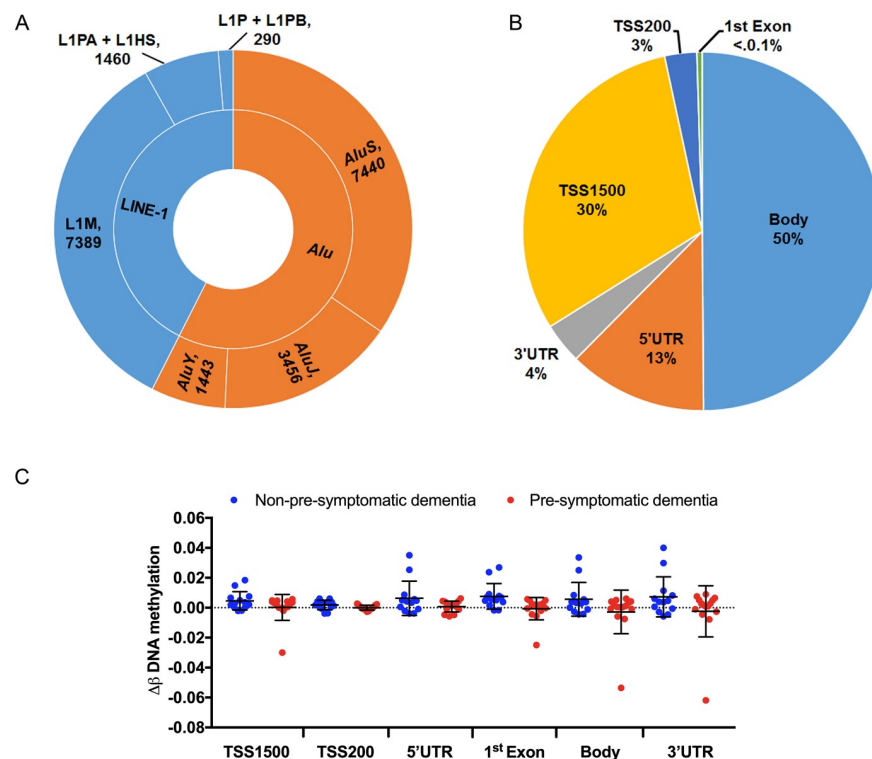 A
L1PA + L1HS,
1460
L1P + L1PB,
290
AluS,
7440
LINE-1
L1M,
7389
Alu
AluY,
1443
AluJ,
3456
B
TSS200
3%
1st Exon
<.0.1%
TSS1500
30%
Body
50%
5'UTR
13%
3'UTR
4%
C
Non-pre-symptomatic dementia
Pre-symptomatic dementia
Δβ DNA methylation
0.06
0.04
0.02
0.00
-0.02
-0.04
-0.06
-0.08
TSS1500 TSS200 5'UTR 1st Exon Body 3'UTR